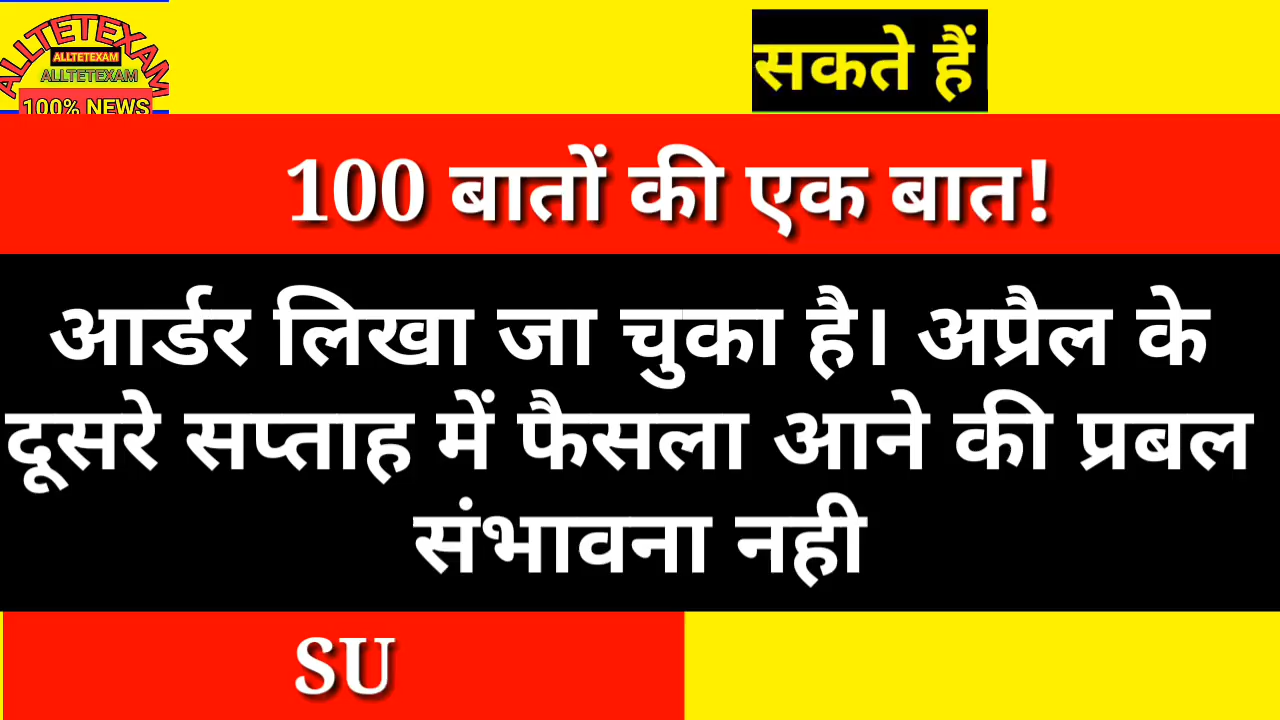 ALLTETEXAM
ALLTETEXAM
ALLTETEXAM
100% NEWS
सकते हैं
100 बातों की एक बात!
आर्डर लिखा जा चुका है। अप्रैल के
दूसरे सप्ताह में फैसला आने की प्रबल
संभावना नही
SU